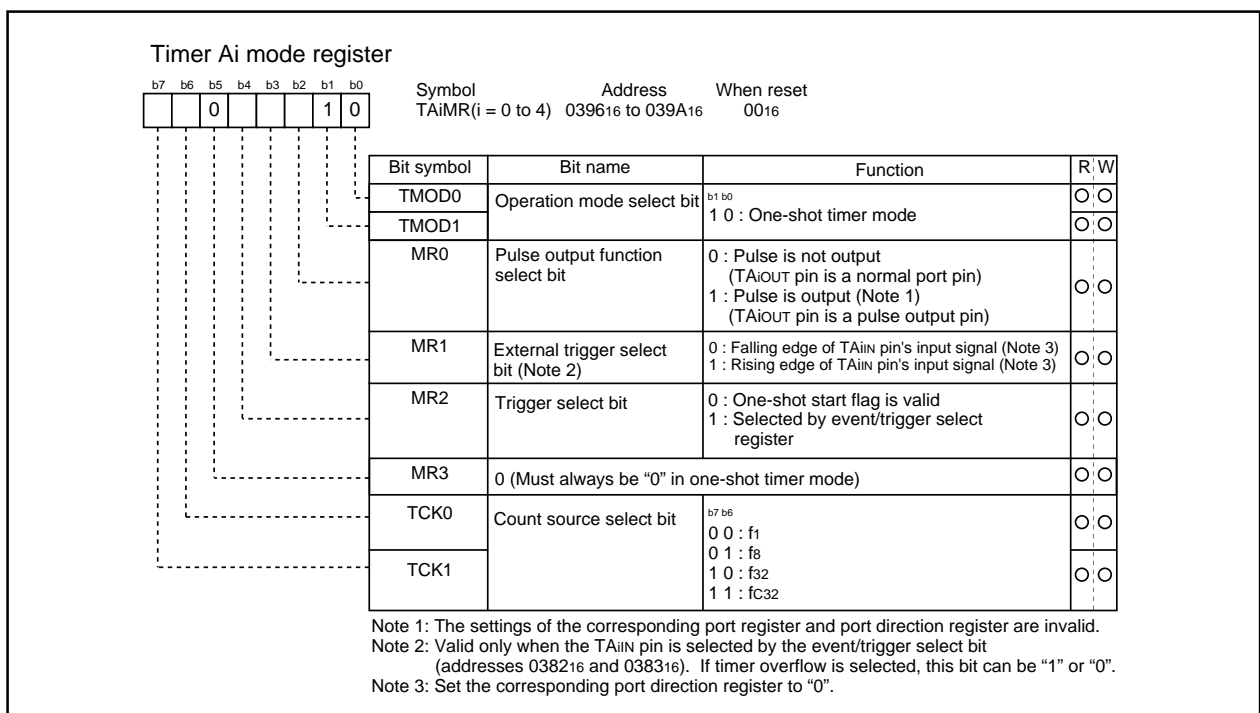 Timer Ai mode register
b7 b6 b5 b4 b3 b2 b1 b0
0 1 0
Symbol Address When reset
TAiMR(i = 0 to 4) 039616 to 039A16 0016
Bit symbol Bit name Function R W
TMOD0 Operation mode select bit b1 b0
1 0 : One-shot timer mode
TMOD1
MR0 Pulse output function select bit 0 : Pulse is not output
(TAiOUT pin is a normal port pin)
1 : Pulse is output (Note 1)
(TAiOUT pin is a pulse output pin)
MR1 External trigger select bit (Note 2) 0 : Falling edge of TAiIN pin's input signal (Note 3)
1 : Rising edge of TAiIN pin's input signal (Note 3)
MR2 Trigger select bit 0 : One-shot start flag is valid
1 : Selected by event/trigger select
register
MR3 0 (Must always be “0” in one-shot timer mode)
TCK0 Count source select bit b7 b6
0 0 : f1
0 1 : f8
TCK1 1 0 : f32
1 1 : fC32
Note 1: The settings of the corresponding port register and port direction register are invalid.
Note 2: Valid only when the TAiIN pin is selected by the event/trigger select bit
(addresses 038216 and 038316). If timer overflow is selected, this bit can be “1” or “0”.
Note 3: Set the corresponding port direction register to “0”.